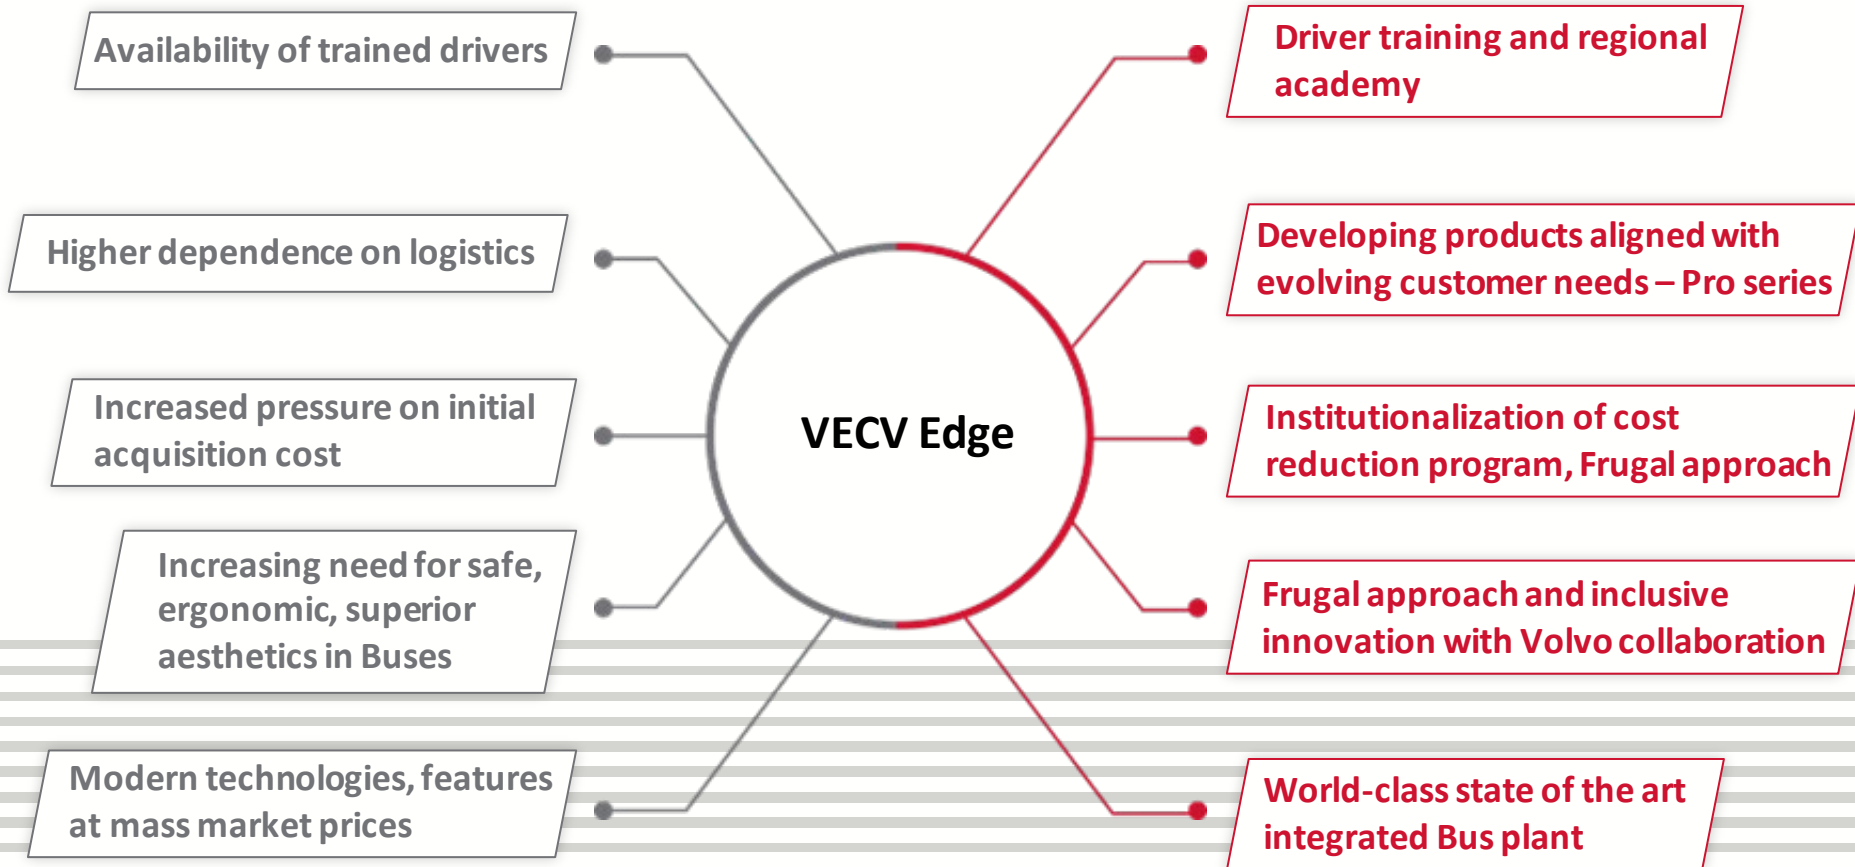 Availability of trained drivers
Higher dependence on logistics
Increased pressure on initial
acquisition cost
Increasing need for safe,
ergonomic, superior
aesthetics in Buses
Modern technologies, features
at mass market prices
VECV Edge
Driver training and regional
academy
Developing products aligned with
evolving customer needs – Pro series
Institutionalization of cost
reduction program, Frugal approach
Frugal approach and inclusive
innovation with Volvo collaboration
World-class state of the art
integrated Bus plant